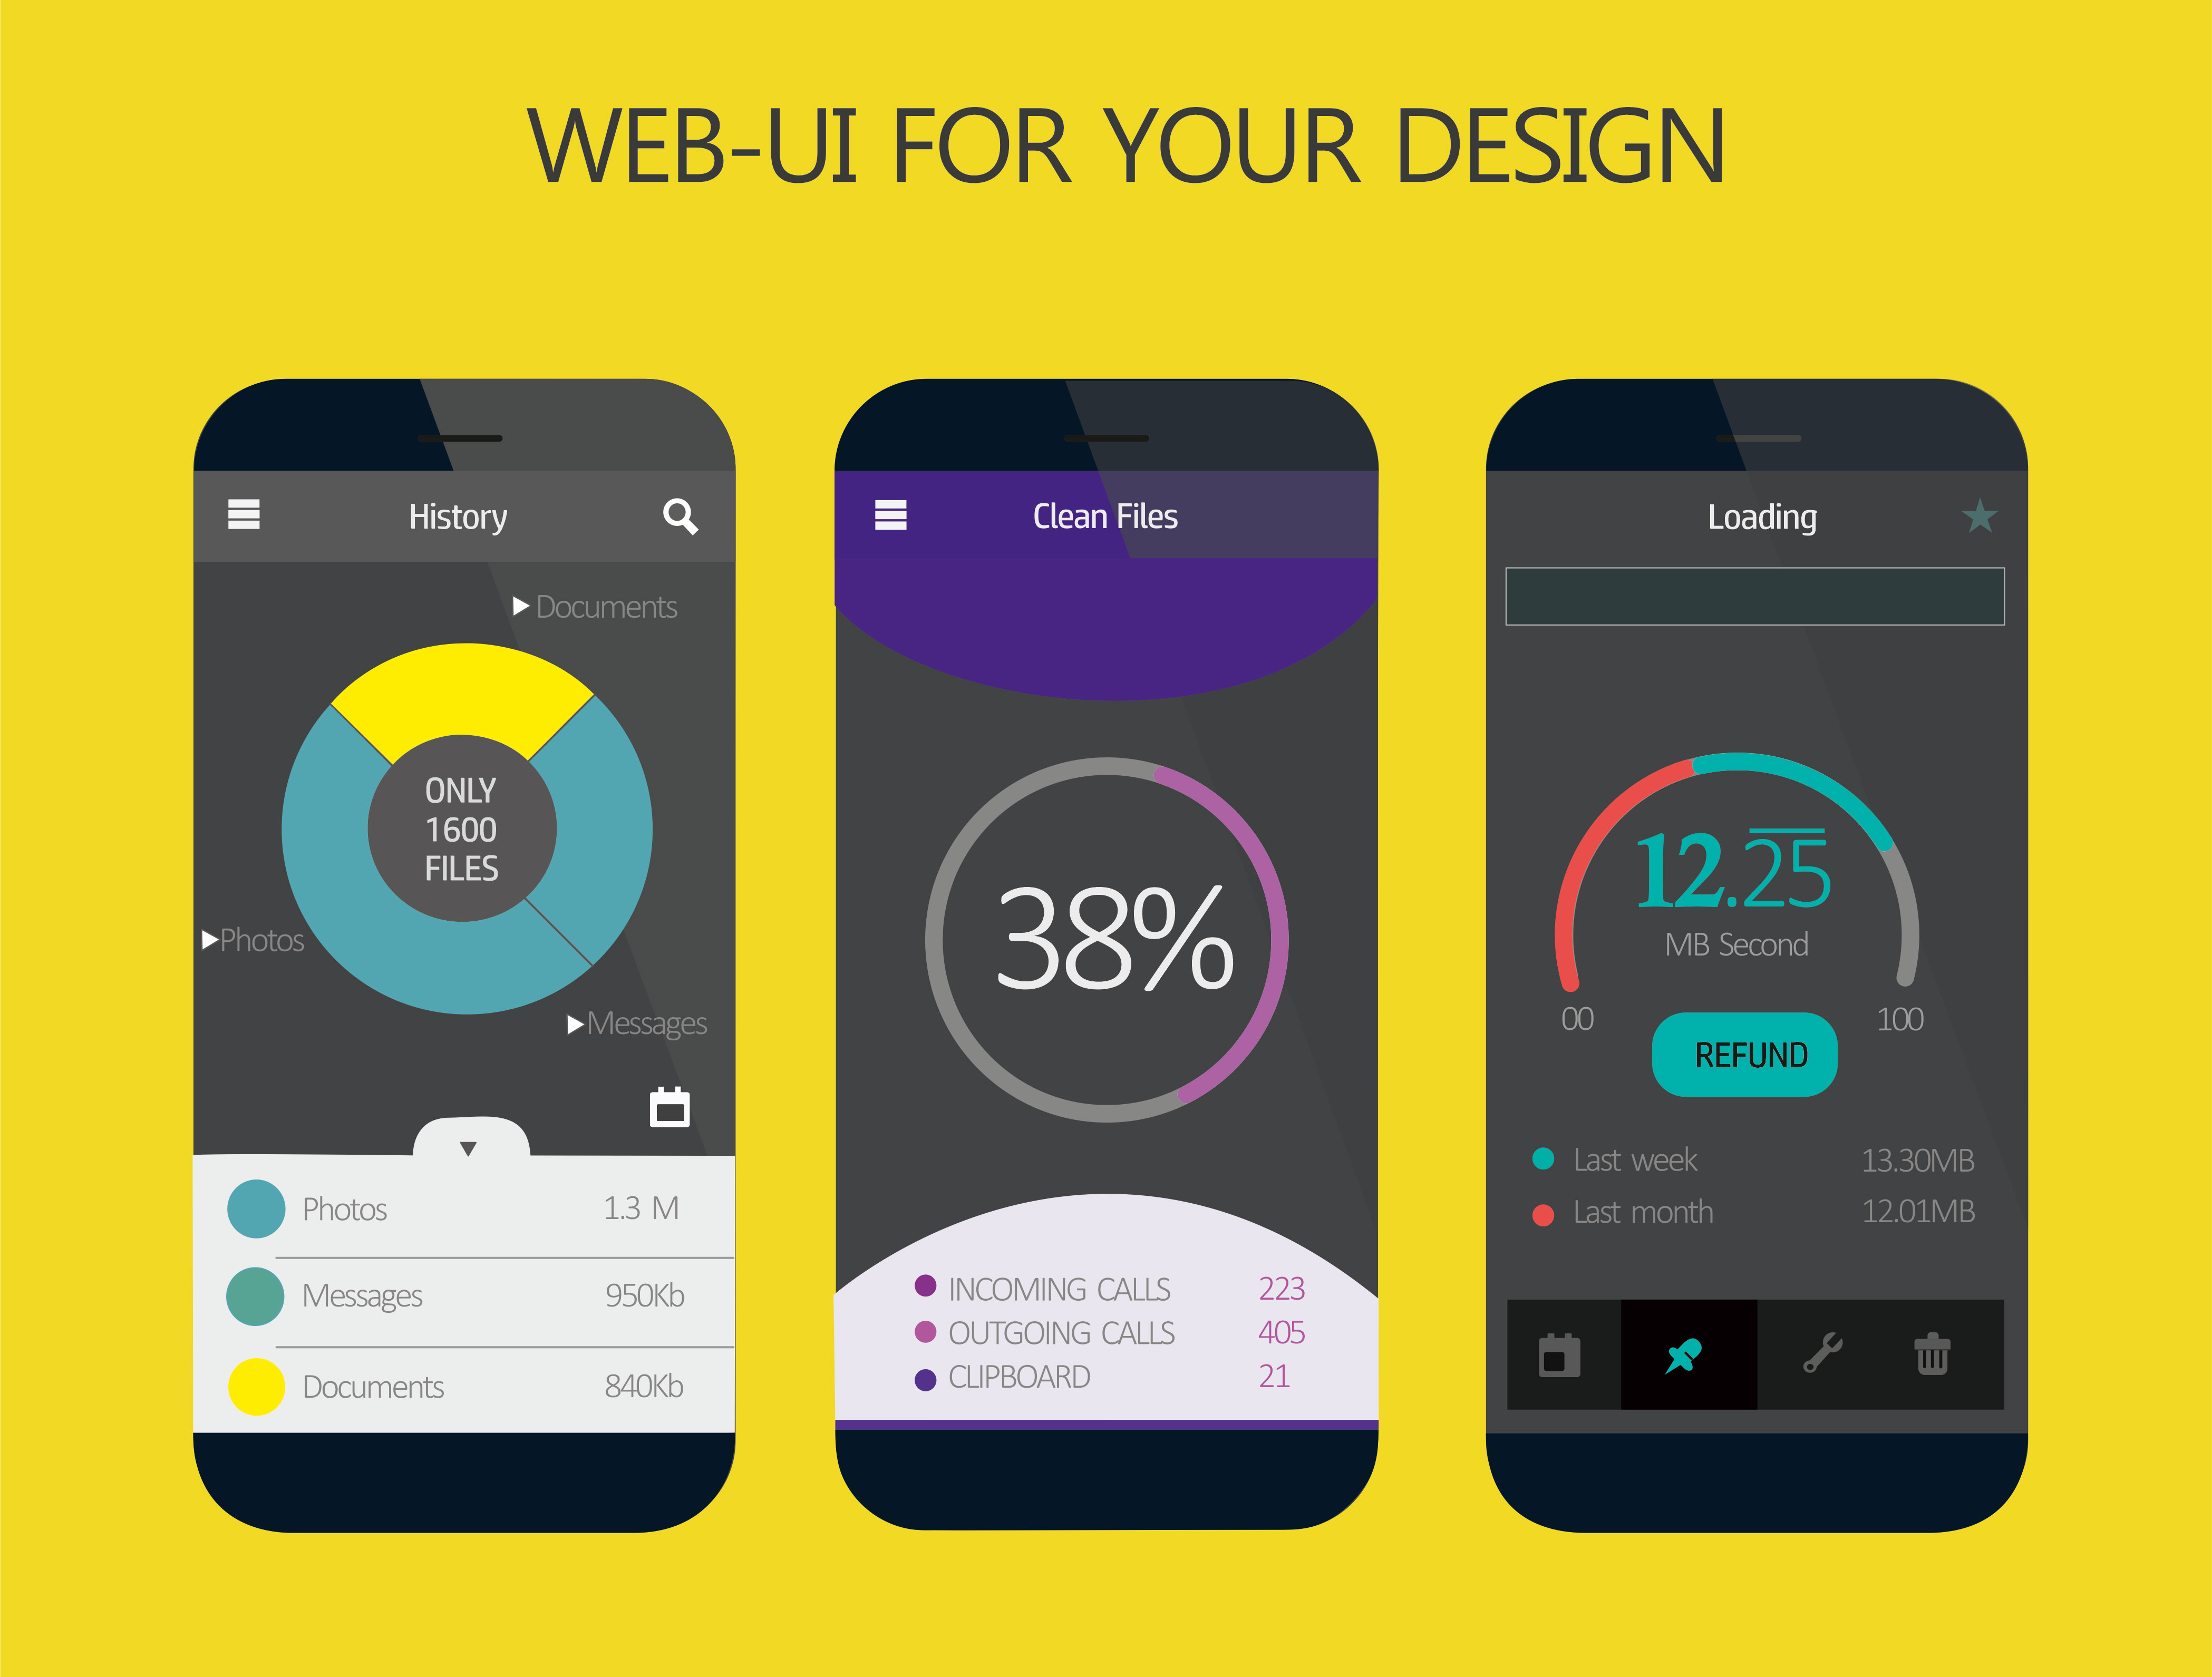 WEB-UI FOR YOUR DESIGN
History
Documents
ONLY
1600
FILES
Photos
Messages
Photos 1.3 M
Messages 950Kb
Documents 840Kb
Clean Files
38%
INCOMING CALLS 223
OUTGOING CALLS 405
CLIPBOARD 21
Loading
12.25
MB Second
00 100
REFUND
Last week 13.30MB
Last month 12.01MB